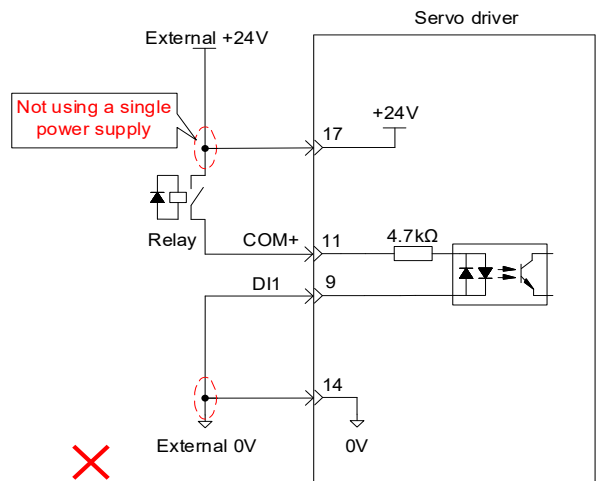 Servo driver
External +24V
Not using a single
power supply
+24V
17
Relay
COM+
11
4.7kΩ
DI1
9
14
External 0V
0V